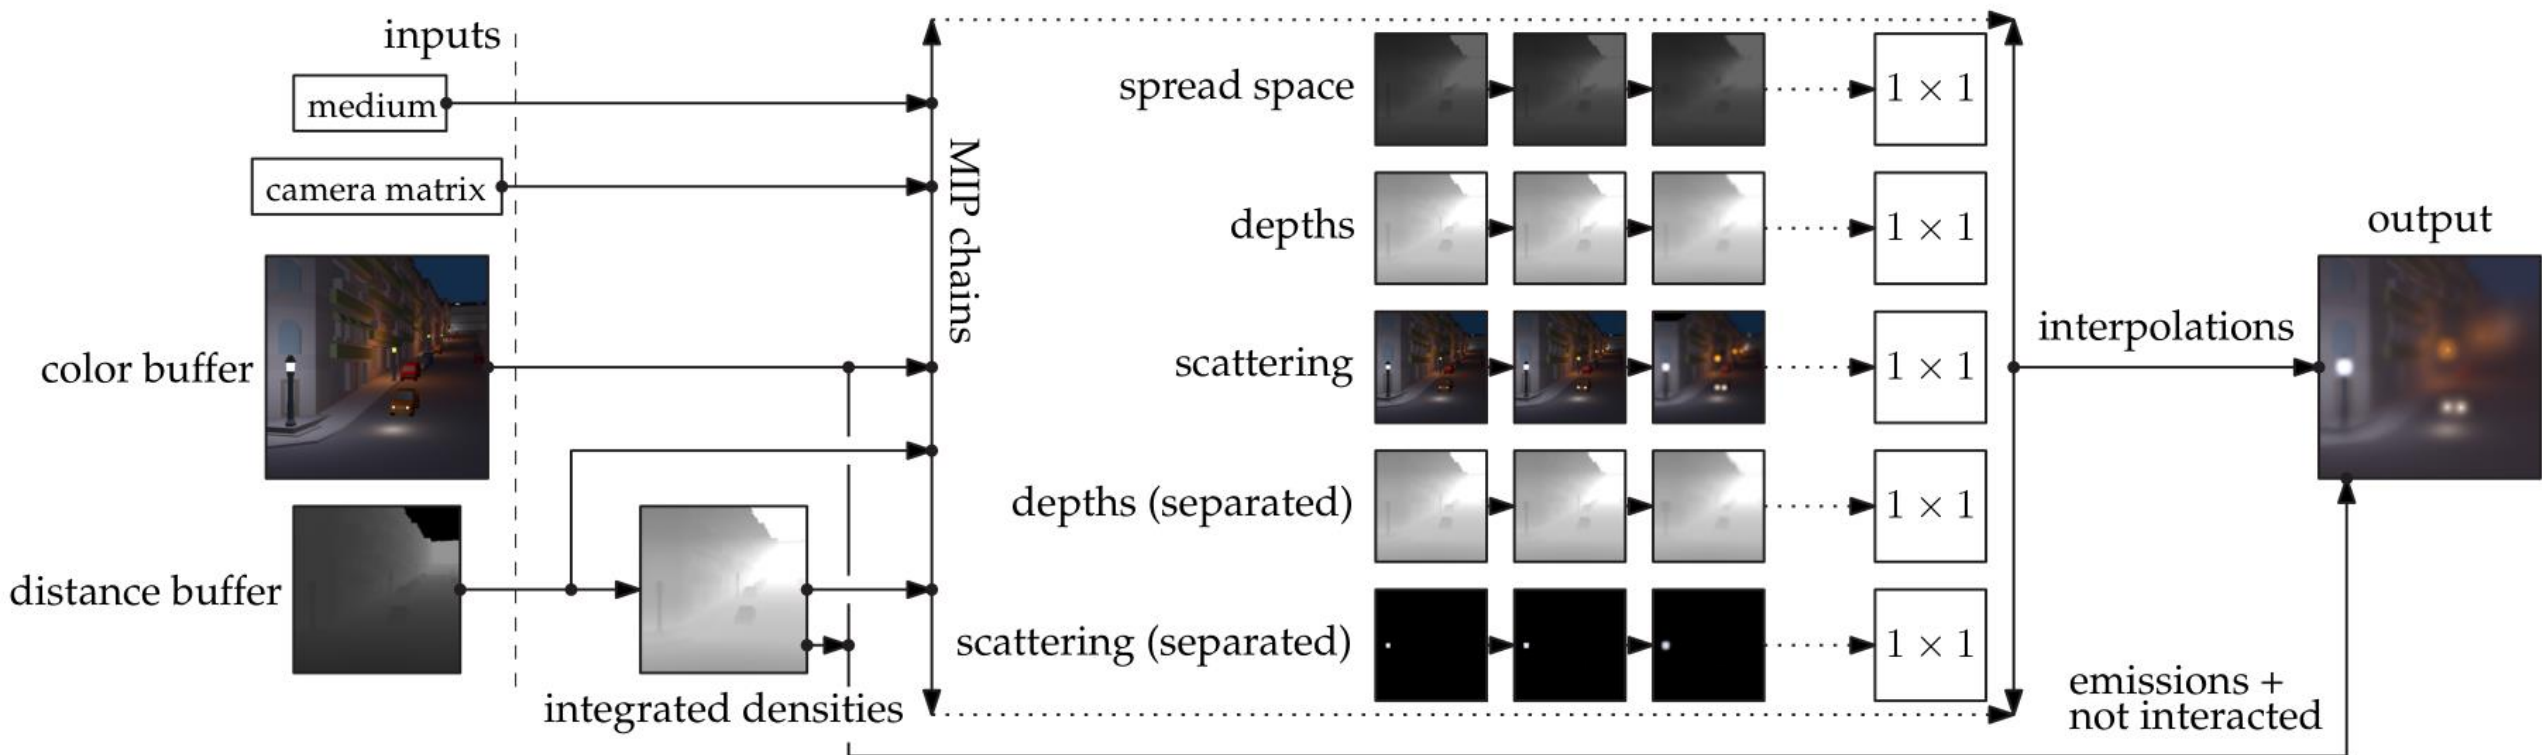 inputs
medium
camera matrix
color buffer
distance buffer
integrated densities
MIP chains
spread space
1 × 1
depths
1 × 1
scattering
1 × 1
depths (separated)
1 × 1
scattering (separated)
1 × 1
interpolations
output
emissions +
not interacted